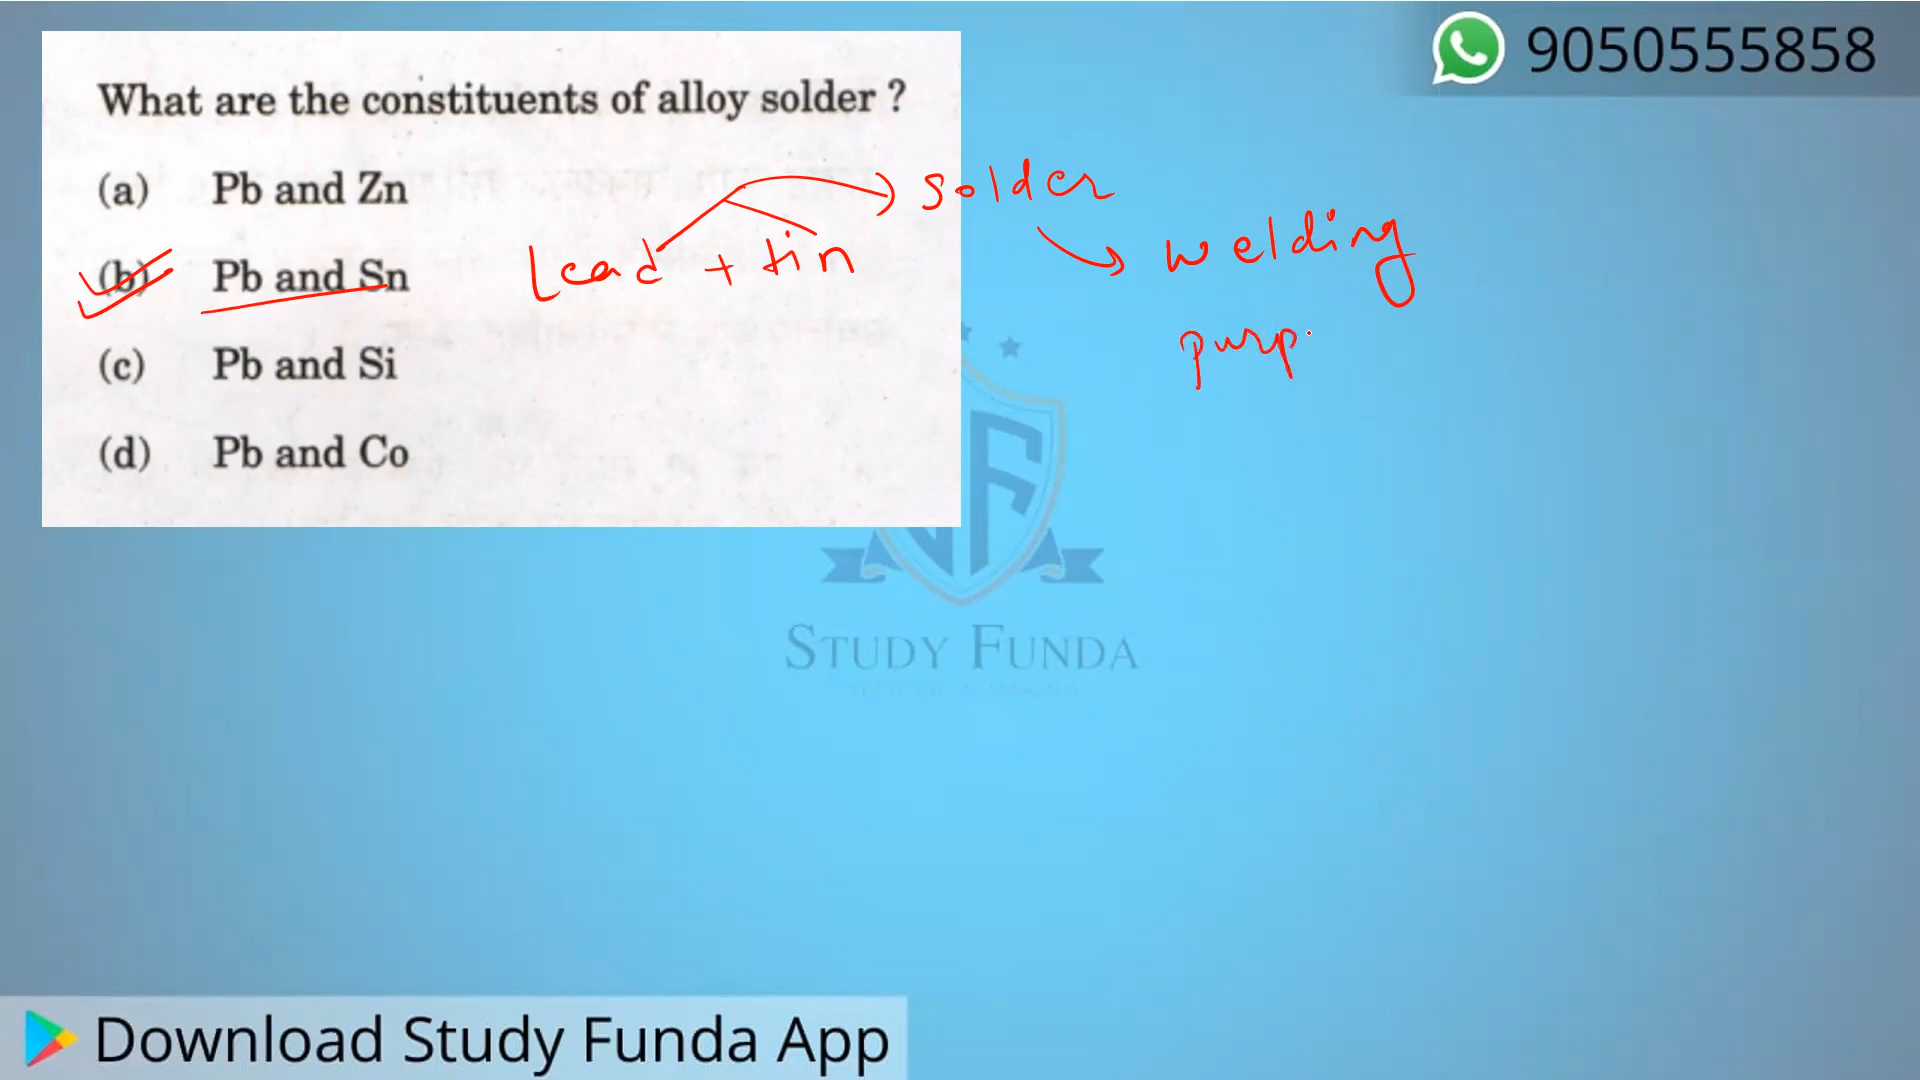 9050555858
What are the constituents of alloy solder ?
(a) Pb and Zn
(b) Pb and Sn
(c) Pb and Si
(d) Pb and Co
Lead + tin
solder
welding
purp
STUDY FUNDA
Download Study Funda App